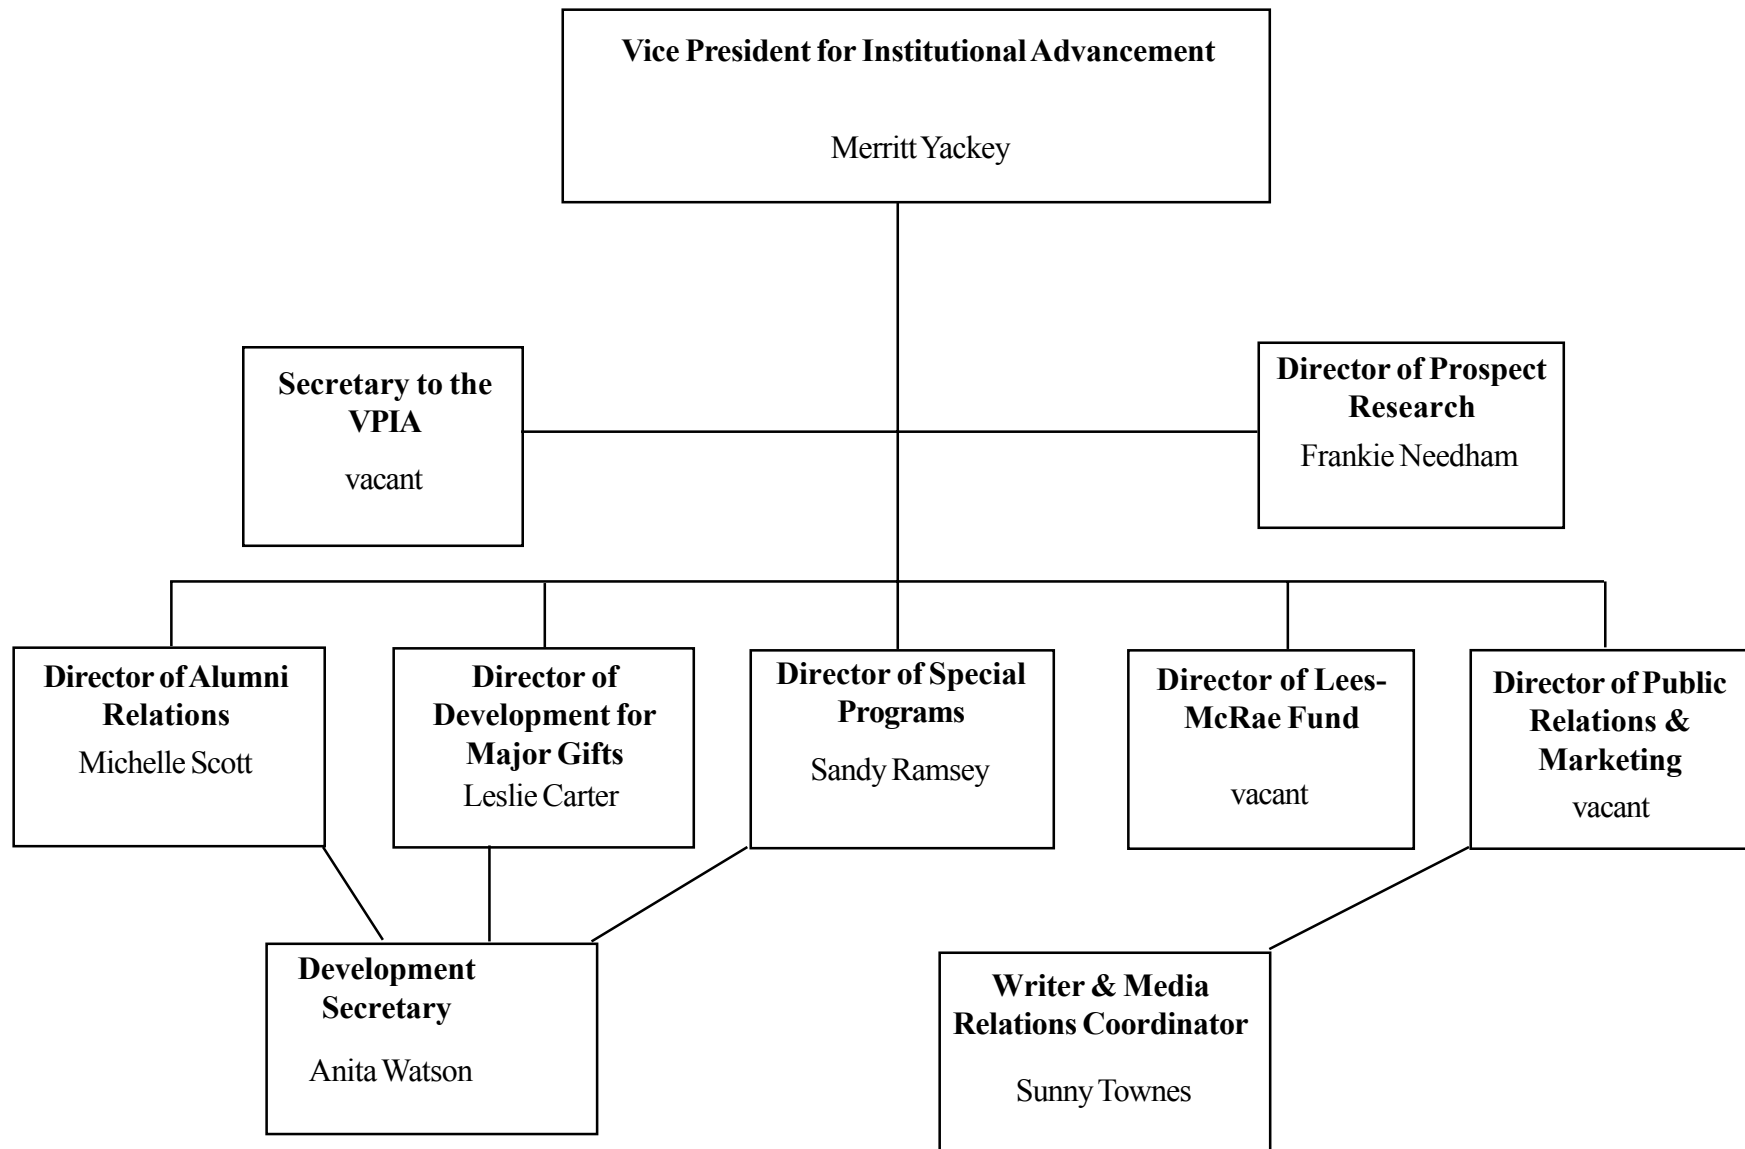 Vice President for Institutional Advancement
Merritt Yackey
Secretary to the
VPIA
vacant
Director of Prospect
Research
Frankie Needham
Director of Alumni
Relations
Michelle Scott
Director of
Development for
Major Gifts
Leslie Carter
Director of Special
Programs
Sandy Ramsey
Director of Lees-
McRae Fund
vacant
Director of Public
Relations &
Marketing
vacant
Development
Secretary
Anita Watson
Writer & Media
Relations Coordinator
Sunny Townes